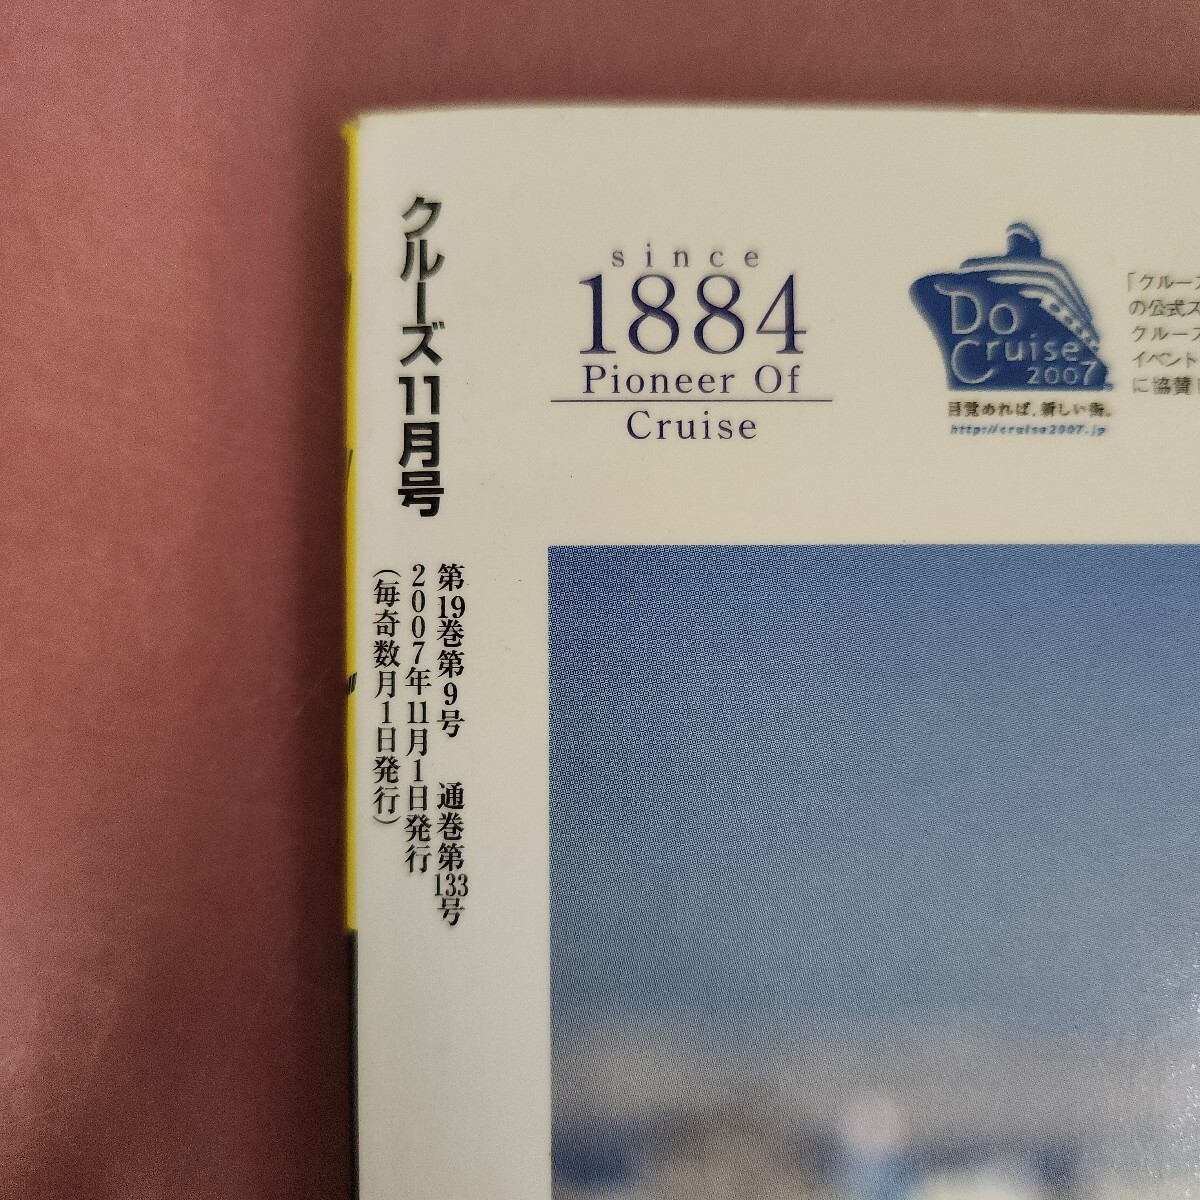 クルーズ11月号
第19巻第9号　通巻第133号
2007年11月1日発行
(毎奇数月1日発行)
since
1884
Pioneer Of
Cruise
Do
Cruise
2007
目覚めれば、新しい街。
http://cruise2007.jp
「クルーズ
の公式ス
クルーズ
イベント
に協賛し